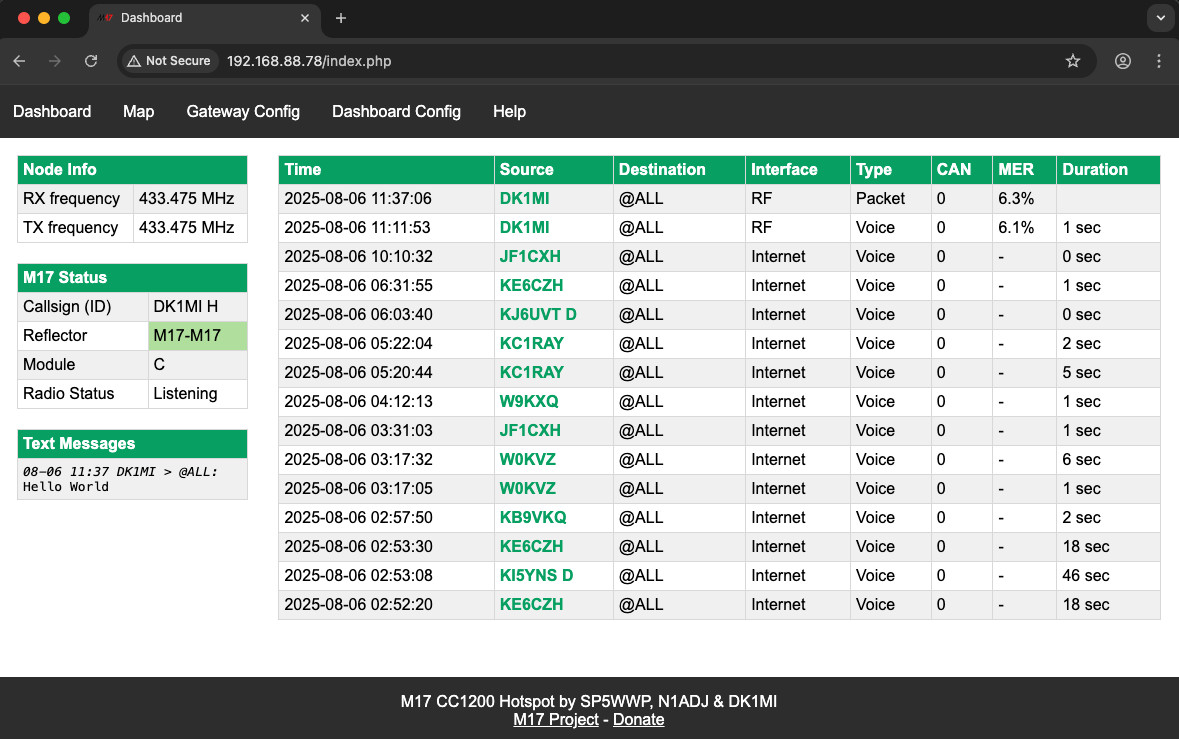 Dashboard
Not Secure 192.168.88.78/index.php
Dashboard Map Gateway Config Dashboard Config Help
Node Info
RX frequency 433.475 MHz
TX frequency 433.475 MHz
M17 Status
Callsign (ID) DK1MI H
Reflector M17-M17
Module C
Radio Status Listening
Text Messages
08-06 11:37 DK1MI > @ALL:
Hello World
Time Source Destination Interface Type CAN MER Duration
2025-08-06 11:37:06 DK1MI @ALL RF Packet 0 6.3%
2025-08-06 11:11:53 DK1MI @ALL RF Voice 0 6.1% 1 sec
2025-08-06 10:10:32 JF1CXH @ALL Internet Voice 0 - 0 sec
2025-08-06 06:31:55 KE6CZH @ALL Internet Voice 0 - 1 sec
2025-08-06 06:03:40 KJ6UVT D @ALL Internet Voice 0 - 0 sec
2025-08-06 05:22:04 KC1RAY @ALL Internet Voice 0 - 2 sec
2025-08-06 05:20:44 KC1RAY @ALL Internet Voice 0 - 5 sec
2025-08-06 04:12:13 W9KXQ @ALL Internet Voice 0 - 1 sec
2025-08-06 03:31:03 JF1CXH @ALL Internet Voice 0 - 1 sec
2025-08-06 03:17:32 W0KVZ @ALL Internet Voice 0 - 6 sec
2025-08-06 03:17:05 W0KVZ @ALL Internet Voice 0 - 1 sec
2025-08-06 02:57:50 KB9VKQ @ALL Internet Voice 0 - 2 sec
2025-08-06 02:53:30 KE6CZH @ALL Internet Voice 0 - 18 sec
2025-08-06 02:53:08 KI5YNS D @ALL Internet Voice 0 - 46 sec
2025-08-06 02:52:20 KE6CZH @ALL Internet Voice 0 - 18 sec
M17 CC1200 Hotspot by SP5WWP, N1ADJ & DK1MI
M17 Project - Donate